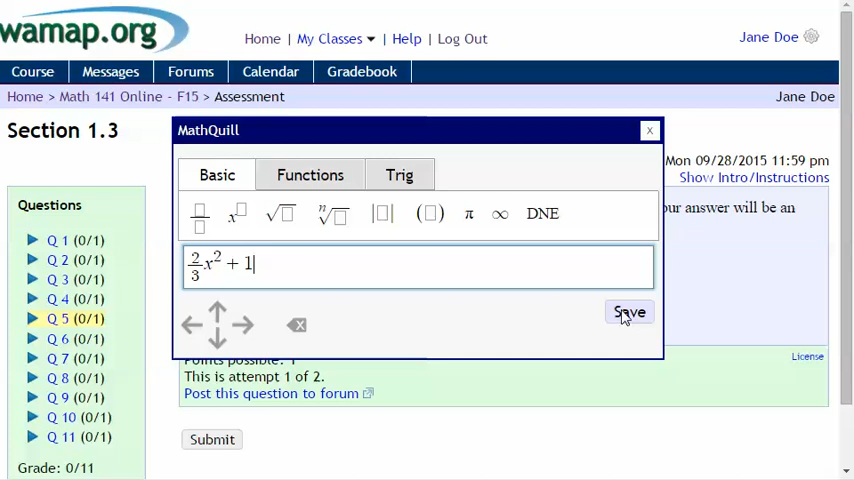 wamap.org
Home | My Classes | Help | Log Out
Jane Doe
Course Messages Forums Calendar Gradebook
Home > Math 141 Online - F15 > Assessment
Jane Doe
Section 1.3
MathQuill
x
Mon 09/28/2015 11:59 pm
Show Intro/Instructions
Basic Functions Trig
Questions
our answer will be an
x □ √□ n√□ |□| (□) π ∞ DNE
2/3 x² + 1
Q 1 (0/1)
Q 2 (0/1)
Q 3 (0/1)
Q 4 (0/1)
Q 5 (0/1)
Q 6 (0/1)
Q 7 (0/1)
Q 8 (0/1)
Q 9 (0/1)
Q 10 (0/1)
Q 11 (0/1)
Grade: 0/11
Save
License
Points possible: 1
This is attempt 1 of 2.
Post this question to forum
Submit